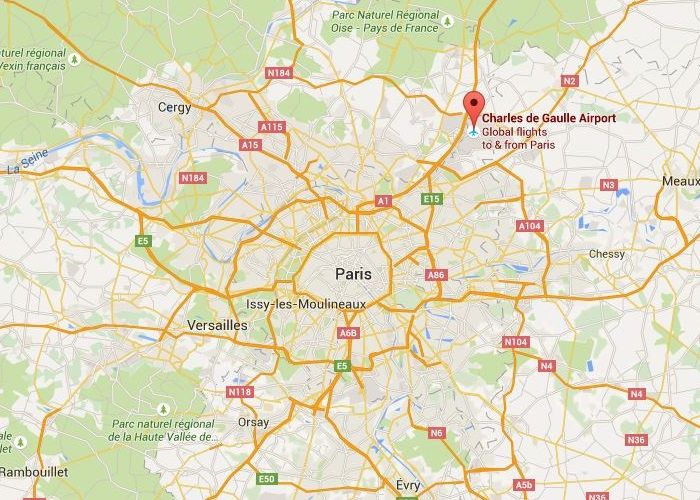 Parc Naturel Régional
Oise - Pays de France
turel régional
Vexin français
N184
N2
Cergy
Charles de Gaulle Airport
Global flights
to & from Paris
A115
A15
La Seine
N184
N3
Meaux
A1
E15
A104
E5
Chessy
Paris
A86
Issy-les-Moulineaux
Versailles
A6B
N104
E5
N4
N118
N4
Parc naturel régional
de la Haute Vallée de...
Orsay
N6
N36
ale
Rambouillet
E50
Évry
A5b
N36